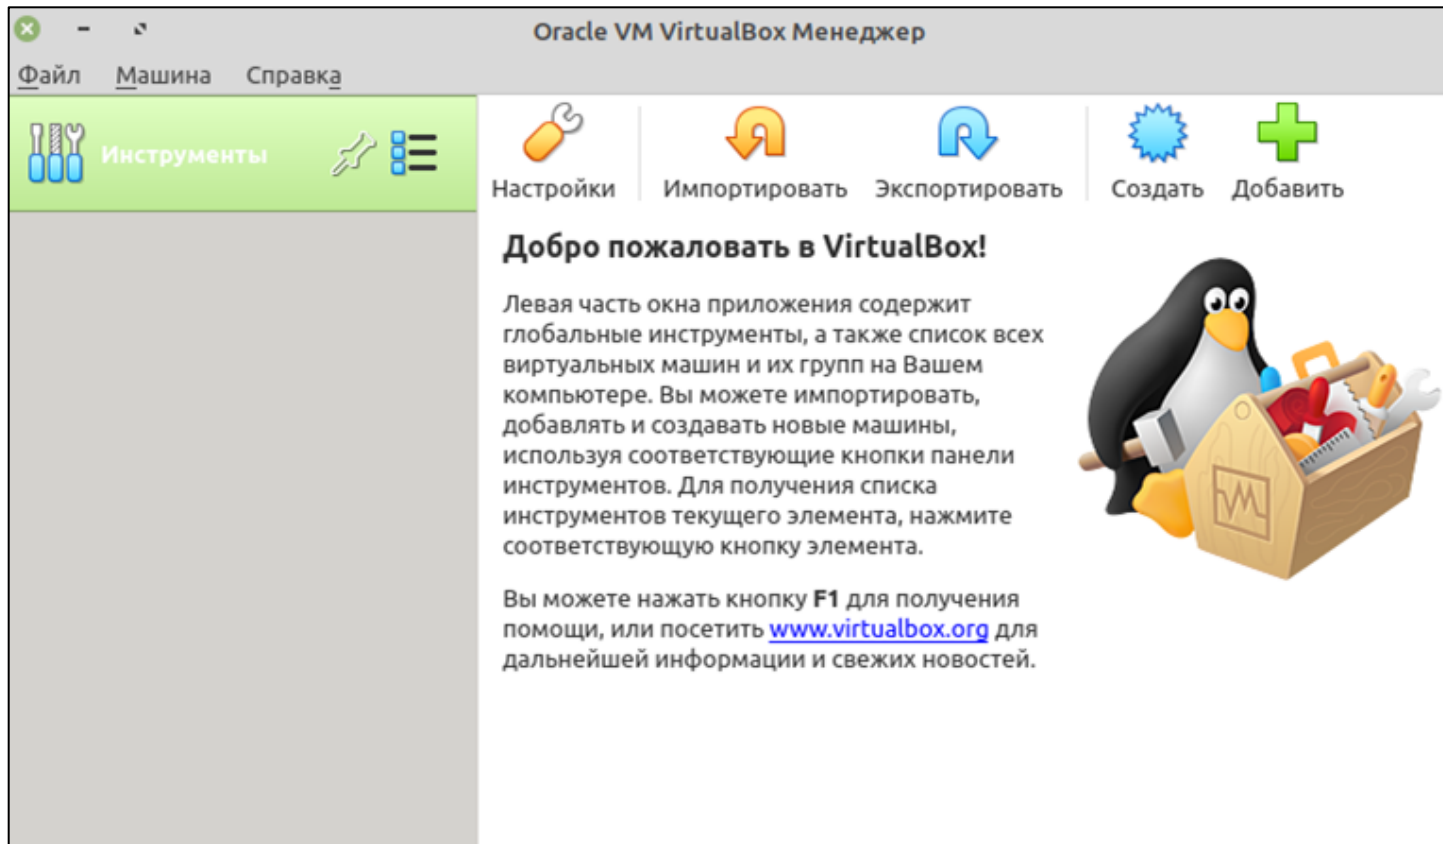 Oracle VM VirtualBox Менеджер
Файл Машина Справка
Инструменты
Настройки Импортировать Экспортировать Создать Добавить
Добро пожаловать в VirtualBox!
Левая часть окна приложения содержит
глобальные инструменты, а также список всех
виртуальных машин и их групп на Вашем
компьютере. Вы можете импортировать,
добавлять и создавать новые машины,
используя соответствующие кнопки панели
инструментов. Для получения списка
инструментов текущего элемента, нажмите
соответствующую кнопку элемента.
Вы можете нажать кнопку F1 для получения
помощи, или посетить www.virtualbox.org для
дальнейшей информации и свежих новостей.